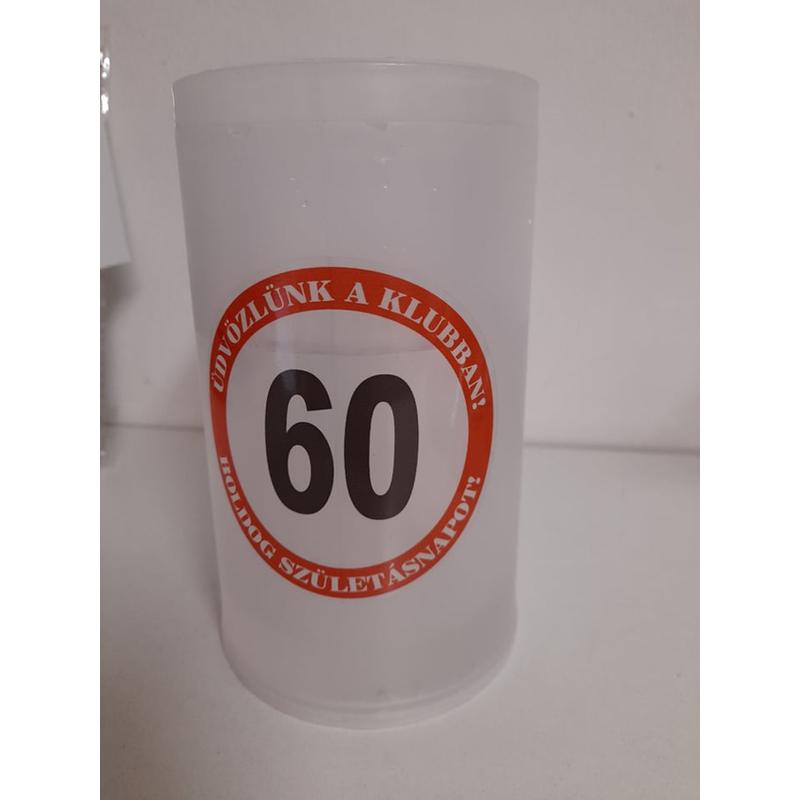 ÜDVÖZLÜNK A KLUBBAN!
60
BOLDOG SZÜLETÁSNAPOT!